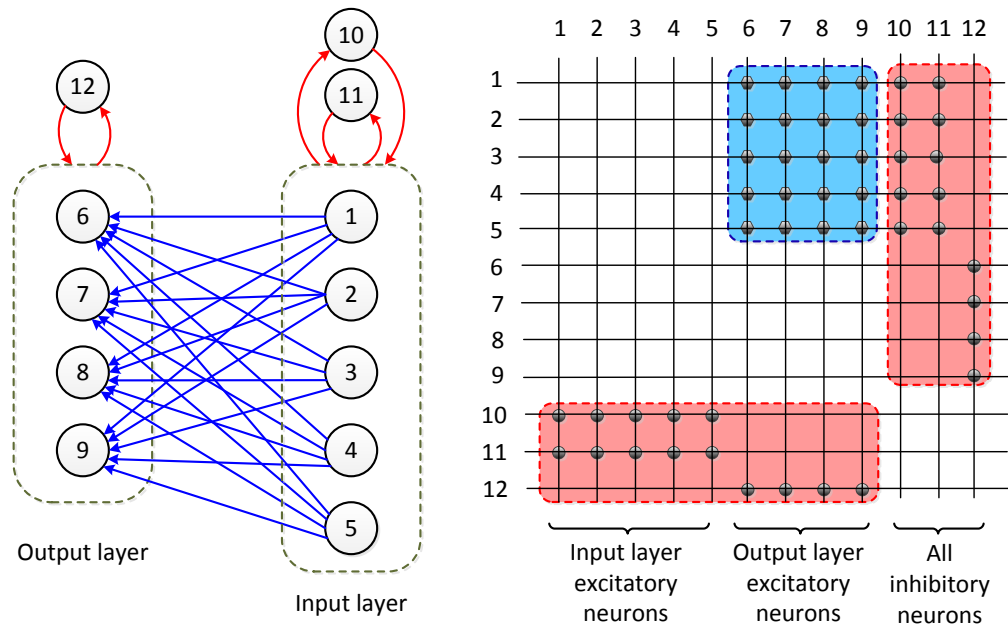 10
11
12
6
7
8
9
1
2
3
4
5
Output layer
Input layer
1 2 3 4 5 6 7 8 9 10 11 12
1
2
3
4
5
6
7
8
9
10
11
12
Input layer
excitatory
neurons
Output layer
excitatory
neurons
All
inhibitory
neurons